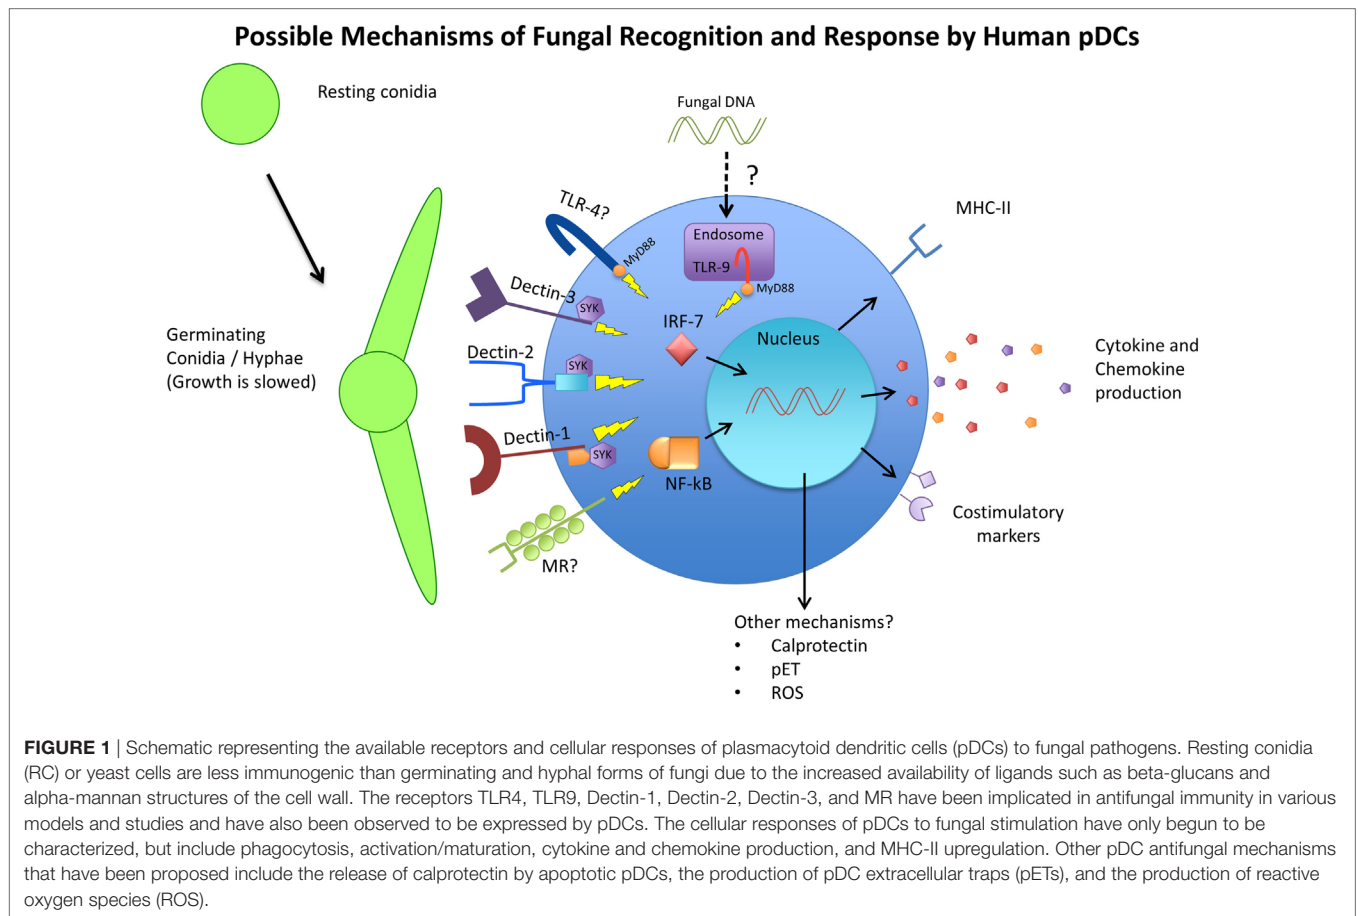 Possible Mechanisms of Fungal Recognition and Response by Human pDCs
Resting conidia
Fungal DNA
?
TLR-4?
MyD88
Endosome
TLR-9
MyD88
MHC-II
Dectin-3
SYK
IRF-7
Nucleus
Germinating
Conidia / Hyphae
(Growth is slowed)
Dectin-2
SYK
Cytokine and
Chemokine
production
Dectin-1
SYK
NF-kB
MR?
Costimulatory
markers
Other mechanisms?
• Calprotectin
• pET
• ROS
FIGURE 1 | Schematic representing the available receptors and cellular responses of plasmacytoid dendritic cells (pDCs) to fungal pathogens. Resting conidia
(RC) or yeast cells are less immunogenic than germinating and hyphal forms of fungi due to the increased availability of ligands such as beta-glucans and
alpha-mannan structures of the cell wall. The receptors TLR4, TLR9, Dectin-1, Dectin-2, Dectin-3, and MR have been implicated in antifungal immunity in various
models and studies and have also been observed to be expressed by pDCs. The cellular responses of pDCs to fungal stimulation have only begun to be
characterized, but include phagocytosis, activation/maturation, cytokine and chemokine production, and MHC-II upregulation. Other pDC antifungal mechanisms
that have been proposed include the release of calprotectin by apoptotic pDCs, the production of pDC extracellular traps (pETs), and the production of reactive
oxygen species (ROS).